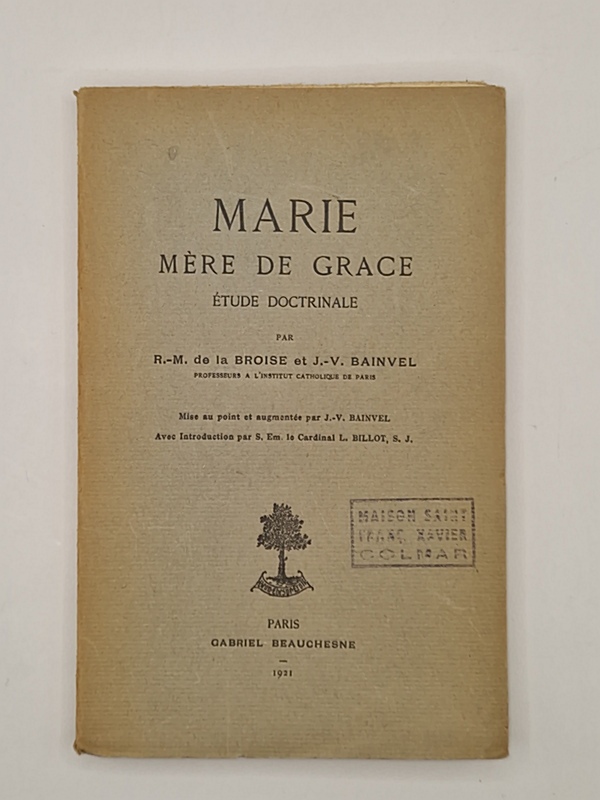 MARIE
MÈRE DE GRACE
ÉTUDE DOCTRINALE
PAR
R.-M. de la BROISE et J.-V. BAINVEL
PROFESSEURS A L'INSTITUT CATHOLIQUE DE PARIS
Mise au point et augmentée par J.-V. BAINVEL
Avec Introduction par S. Em. le Cardinal L. BILLOT, S. J.
MAISON SAINT
FRANÇ. XAVIER
COLMAR
PARIS
GABRIEL BEAUCHESNE
1921